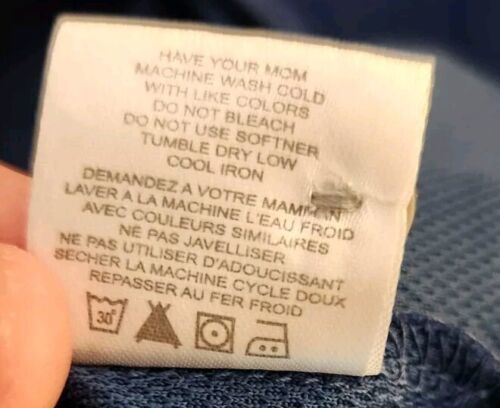 HAVE YOUR MOM
MACHINE WASH COLD
WITH LIKE COLORS
DO NOT BLEACH
DO NOT USE SOFTNER
TUMBLE DRY LOW
COOL IRON
DEMANDEZ A VOTRE MAMMAN
LAVER A LA MACHINE L'EAU FROID
AVEC COULEURS SIMILAIRES
NE PAS JAVELLISER
NE PAS UTILISER D'ADOUCISSANT
SECHER LA MACHINE CYCLE DOUX
REPASSER AU FER FROID
30°